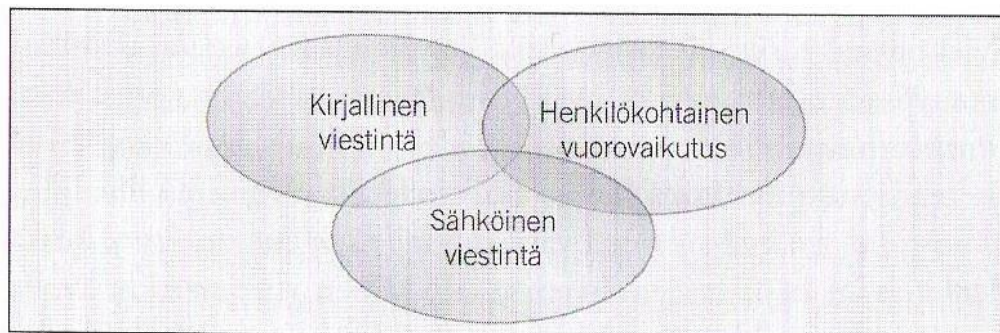 Kirjallinen
viestintä
Henkilökohtainen
vuorovaikutus
Sähköinen
viestintä